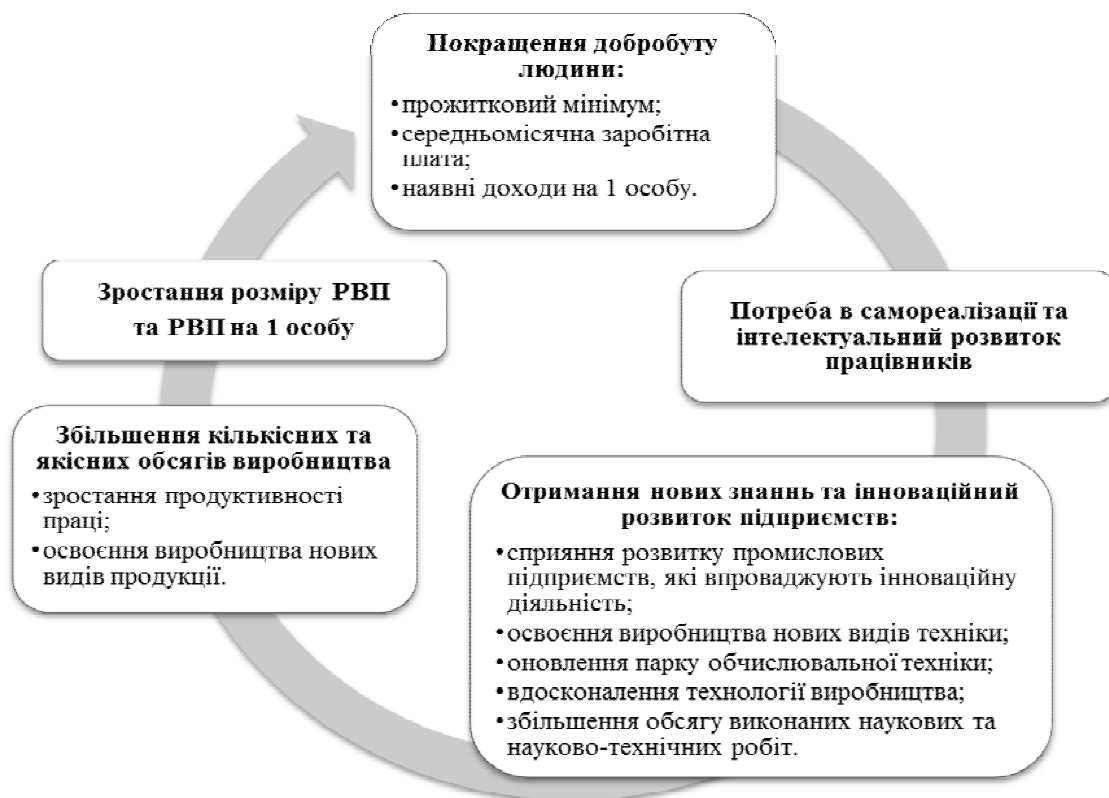 Покращення добробуту
людини:
•прожитковий мінімум;
•середньомісячна заробітна
плата;
•наявні доходи на 1 особу.
Потреба в самореалізації та
інтелектуальний розвиток
працівників
Отримання нових знаннь та інноваційний
розвиток підприємств:
•сприяння розвитку промислових
підприємств, які впроваджують інноваційну
діяльність;
•освоєння виробництва нових видів техніки;
•оновлення парку обчислювальної техніки;
•вдосконалення технології виробництва;
•збільшення обсягу виконаних наукових та
науково-технічних робіт.
Збільшення кількісних та
якісних обсягів виробництва
•зростання продуктивності
праці;
•освоєння виробництва нових
видів продукції.
Зростання розміру РВП
та РВП на 1 особу